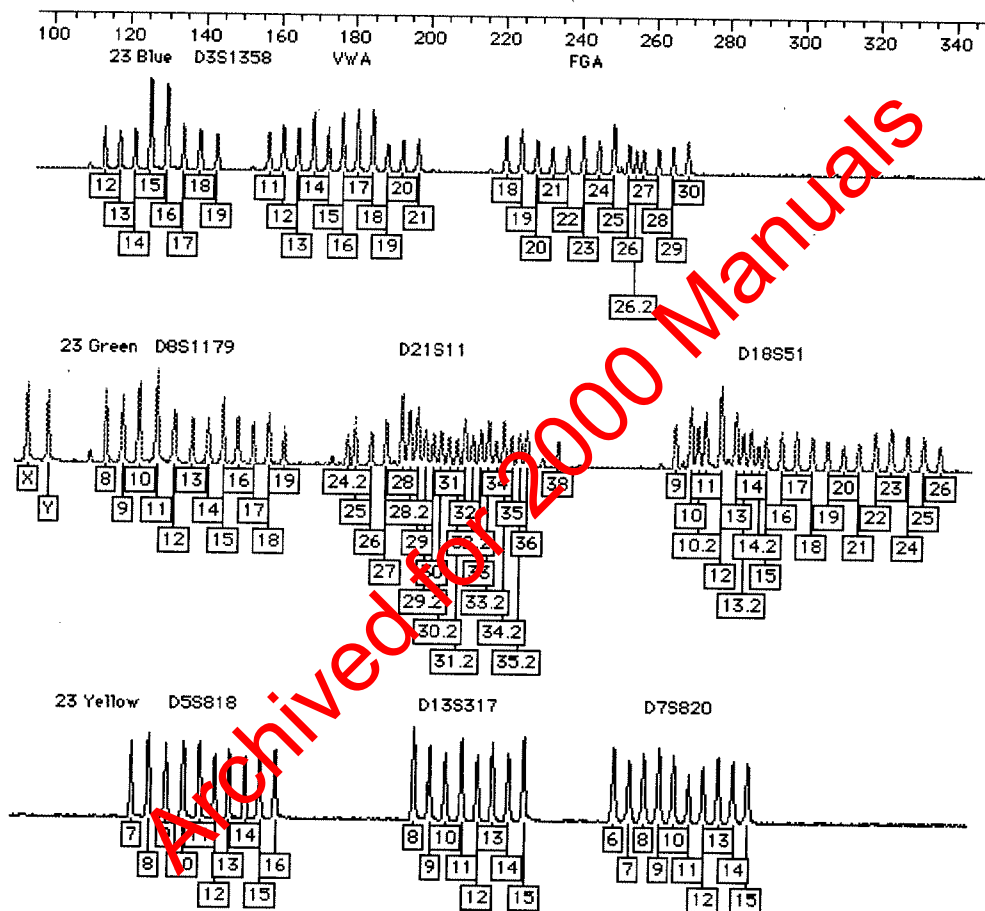 100 120 140 160 180 200 220 240 260 280 300 320 340
23 Blue D3S1358 VWA FGA
12 15 18 11 14 17 20 18 21 24 27 30
13 16 19 12 15 18 21 19 22 25 28
14 17 13 16 19 20 23 26 29
26.2
23 Green D8S1179 D21S11 D18S51
X 8 10 13 16 19 24.2 28 31 34 38 9 11 14 17 20 23 26
Y 9 11 14 17 25 28.2 32 35 10 13 16 19 22 25
12 15 18 26 29 32.2 36 10.2 14.2 18 21 24
27 30 33 12 15
29.2 33.2 13.2
30.2 34.2
31.2 35.2
23 Yellow D5S818 D13S317 D7S820
7 14 8 10 13 6 8 10 13
8 13 16 9 11 14 7 9 11 14
12 15 12 15 12 15
Archived for 2000 Manuals